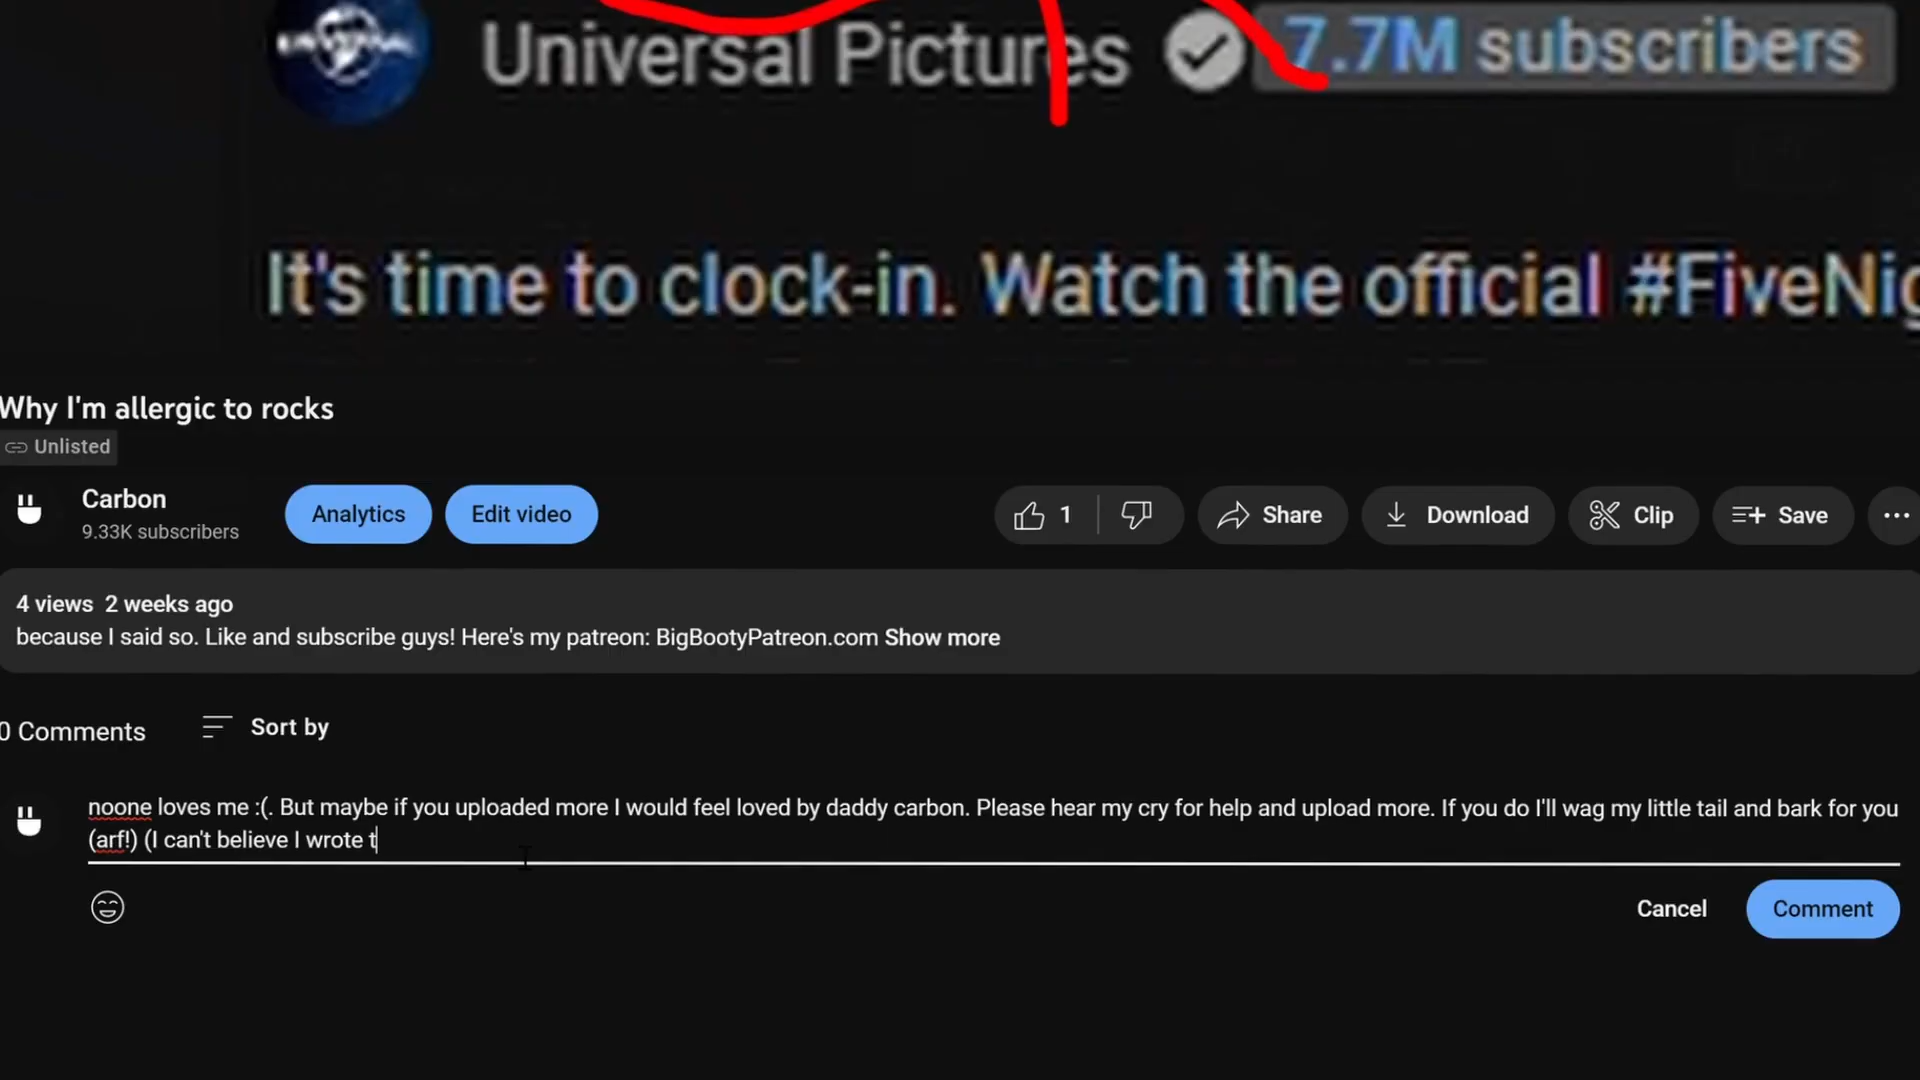 UNIVERSAL
Universal Pictures 7.7M subscribers
It's time to clock-in. Watch the official #FiveNig
Why I'm allergic to rocks
Unlisted
Carbon
9.33K subscribers
Analytics
Edit video
1
Share
Download
Clip
Save
4 views 2 weeks ago
because I said so. Like and subscribe guys! Here's my patreon: BigBootyPatreon.com Show more
0 Comments
Sort by
noone loves me :(. But maybe if you uploaded more I would feel loved by daddy carbon. Please hear my cry for help and upload more. If you do I'll wag my little tail and bark for you
(arf!) (I can't believe I wrote t
Cancel
Comment